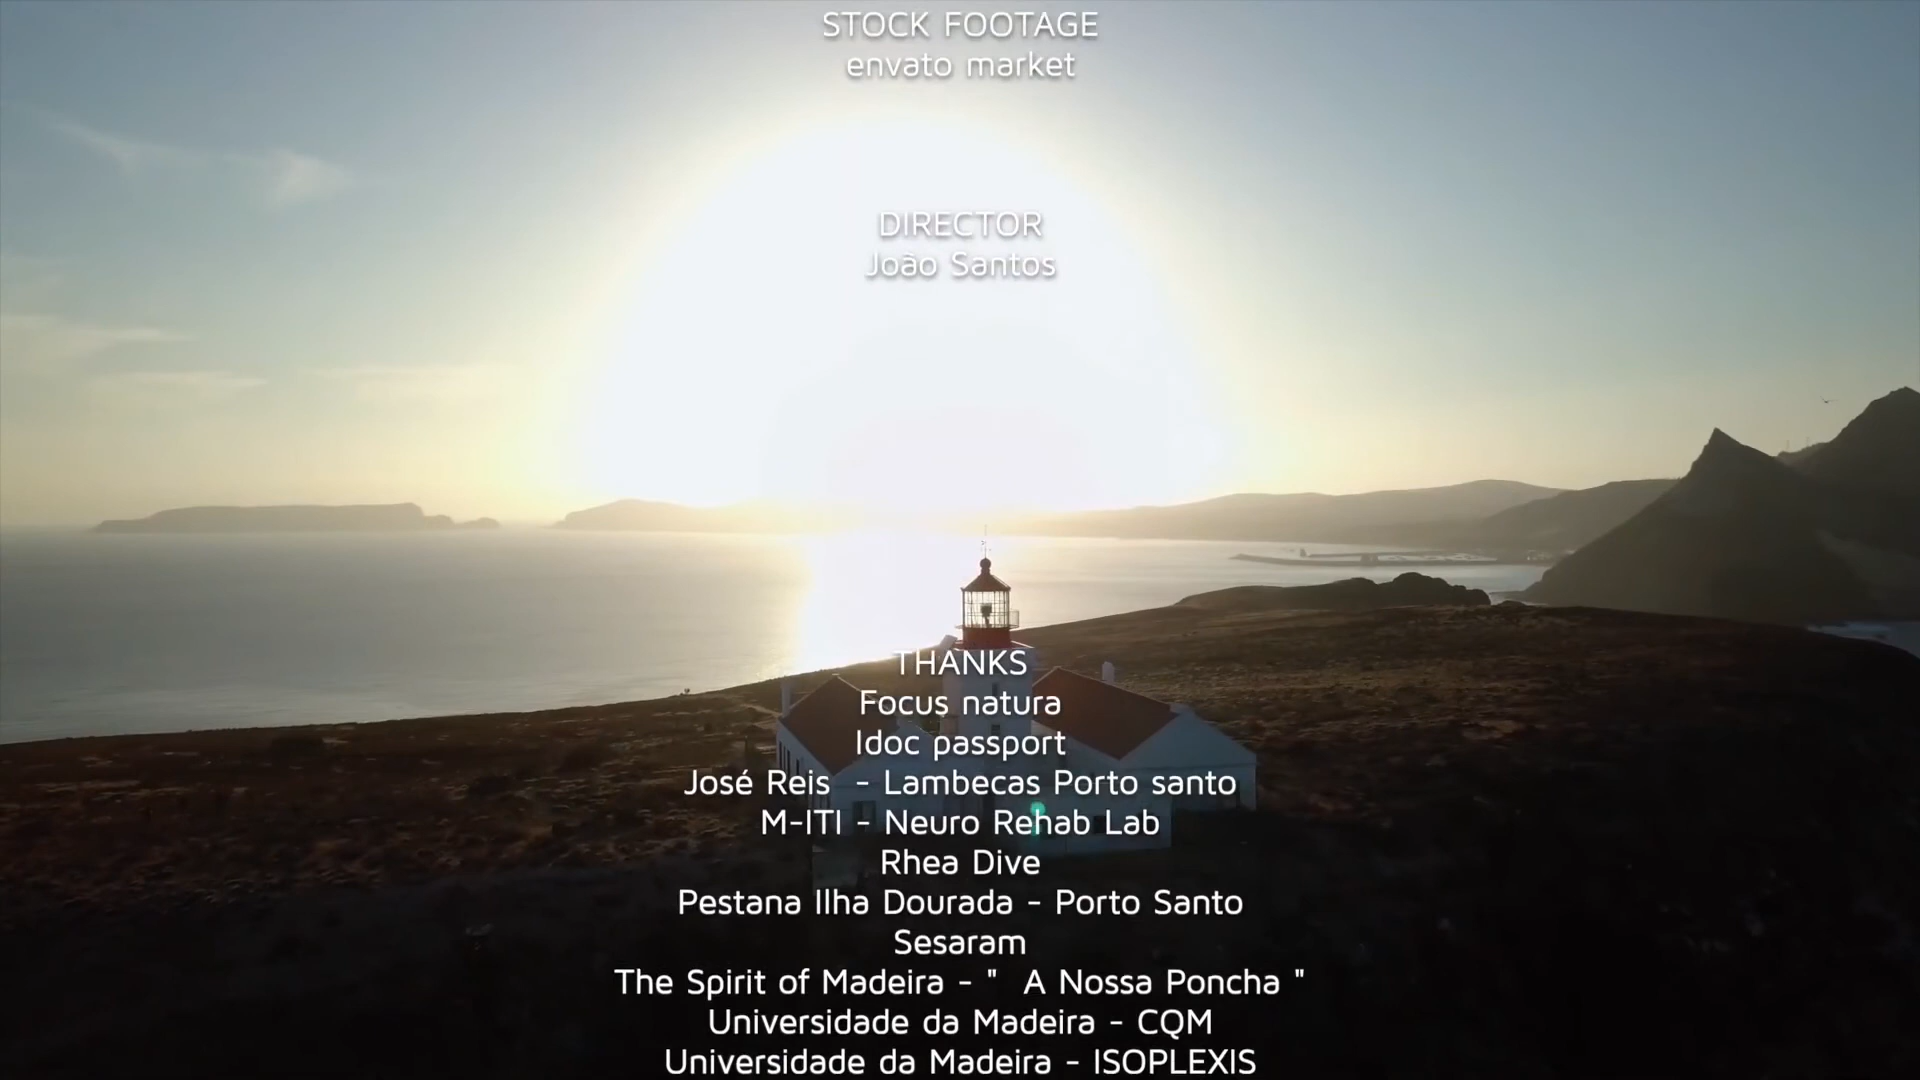 STOCK FOOTAGE
envato market
DIRECTOR
João Santos
THANKS
Focus natura
Idoc passport
José Reis  - Lambecas Porto santo
M-ITI - Neuro Rehab Lab
Rhea Dive
Pestana Ilha Dourada - Porto Santo
Sesaram
The Spirit of Madeira - "  A Nossa Poncha "
Universidade da Madeira - CQM
Universidade da Madeira - ISOPLEXIS